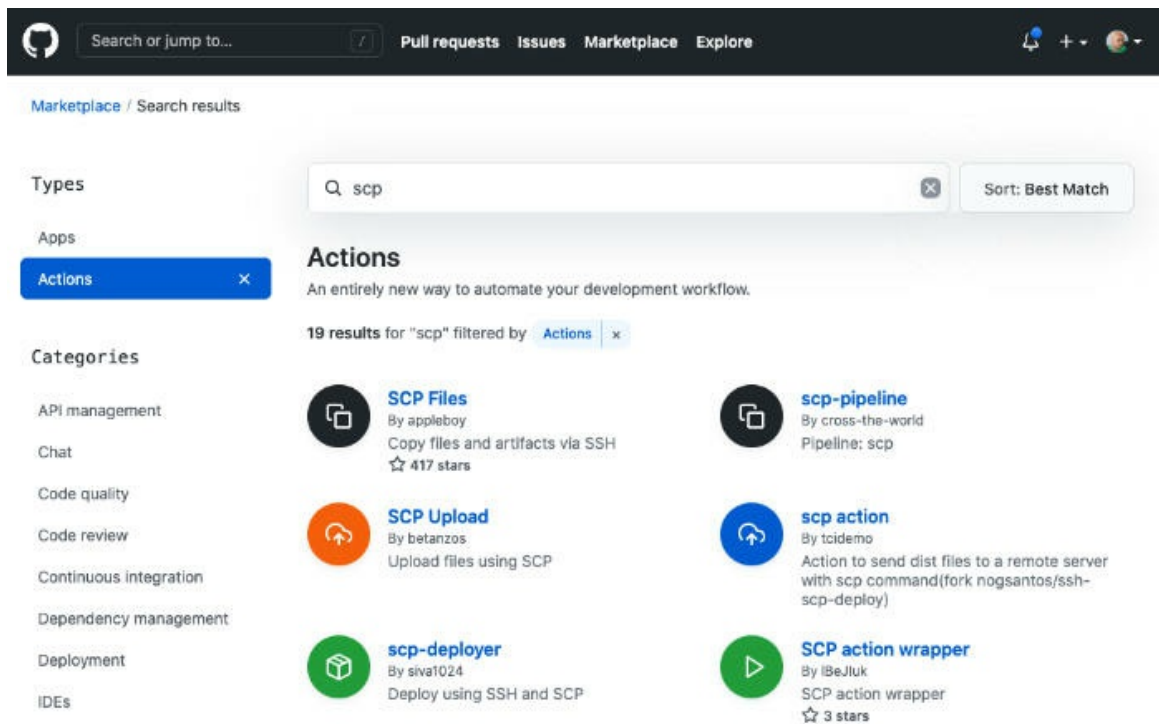 Search or jump to... / Pull requests Issues Marketplace Explore
Marketplace / Search results
Types
Apps
Actions
Categories
API management
Chat
Code quality
Code review
Continuous integration
Dependency management
Deployment
IDEs
scp
Sort: Best Match
Actions
An entirely new way to automate your development workflow.
19 results for "scp" filtered by Actions x
SCP Files
By appleboy
Copy files and artifacts via SSH
417 stars
scp-pipeline
By cross-the-world
Pipeline: scp
SCP Upload
By betanzos
Upload files using SCP
scp action
By tcidemo
Action to send dist files to a remote server
with scp command(fork nogsantos/ssh-
scp-deploy)
scp-deployer
By siva1024
Deploy using SSH and SCP
SCP action wrapper
By IBeJluk
SCP action wrapper
3 stars